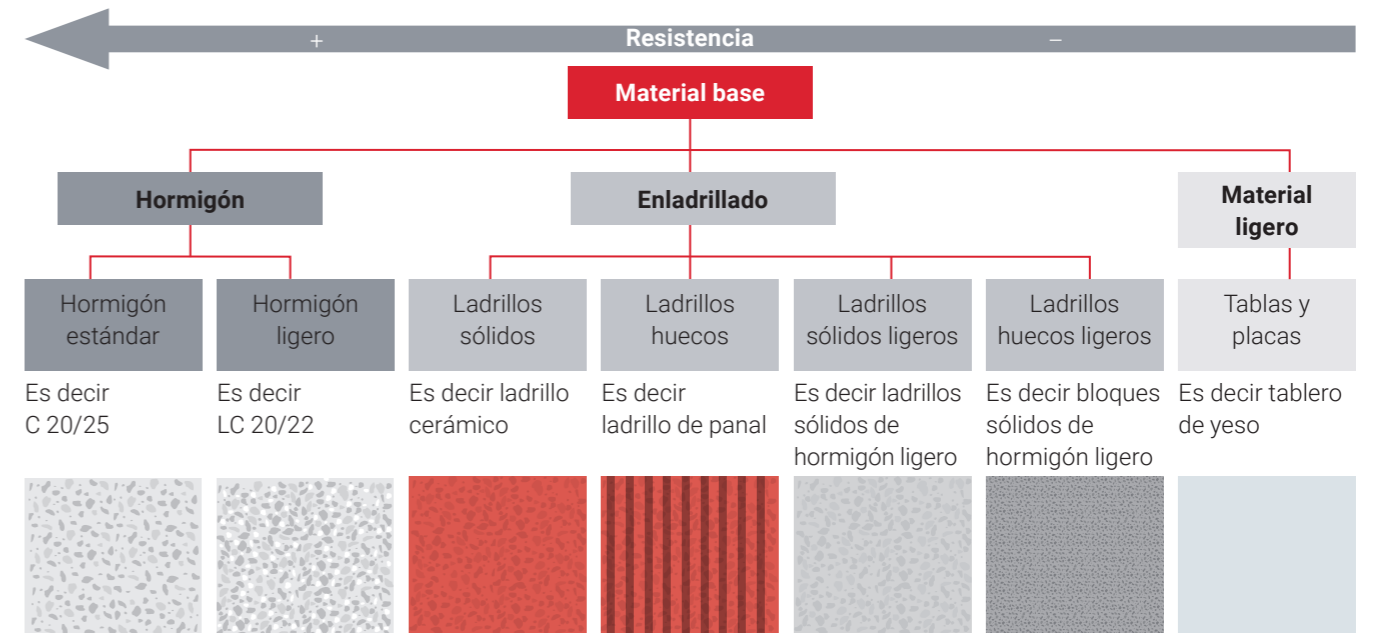 + Resistencia –
Material base
Hormigón
Enladrillado
Material
ligero
Hormigón
estándar
Hormigón
ligero
Ladrillos
sólidos
Ladrillos
huecos
Ladrillos
sólidos ligeros
Ladrillos
huecos ligeros
Tablas y
placas
Es decir
C 20/25
Es decir
LC 20/22
Es decir ladrillo
cerámico
Es decir
ladrillo de panal
Es decir ladrillos
sólidos de
hormigón ligero
Es decir bloques
sólidos de
hormigón ligero
Es decir tablero
de yeso